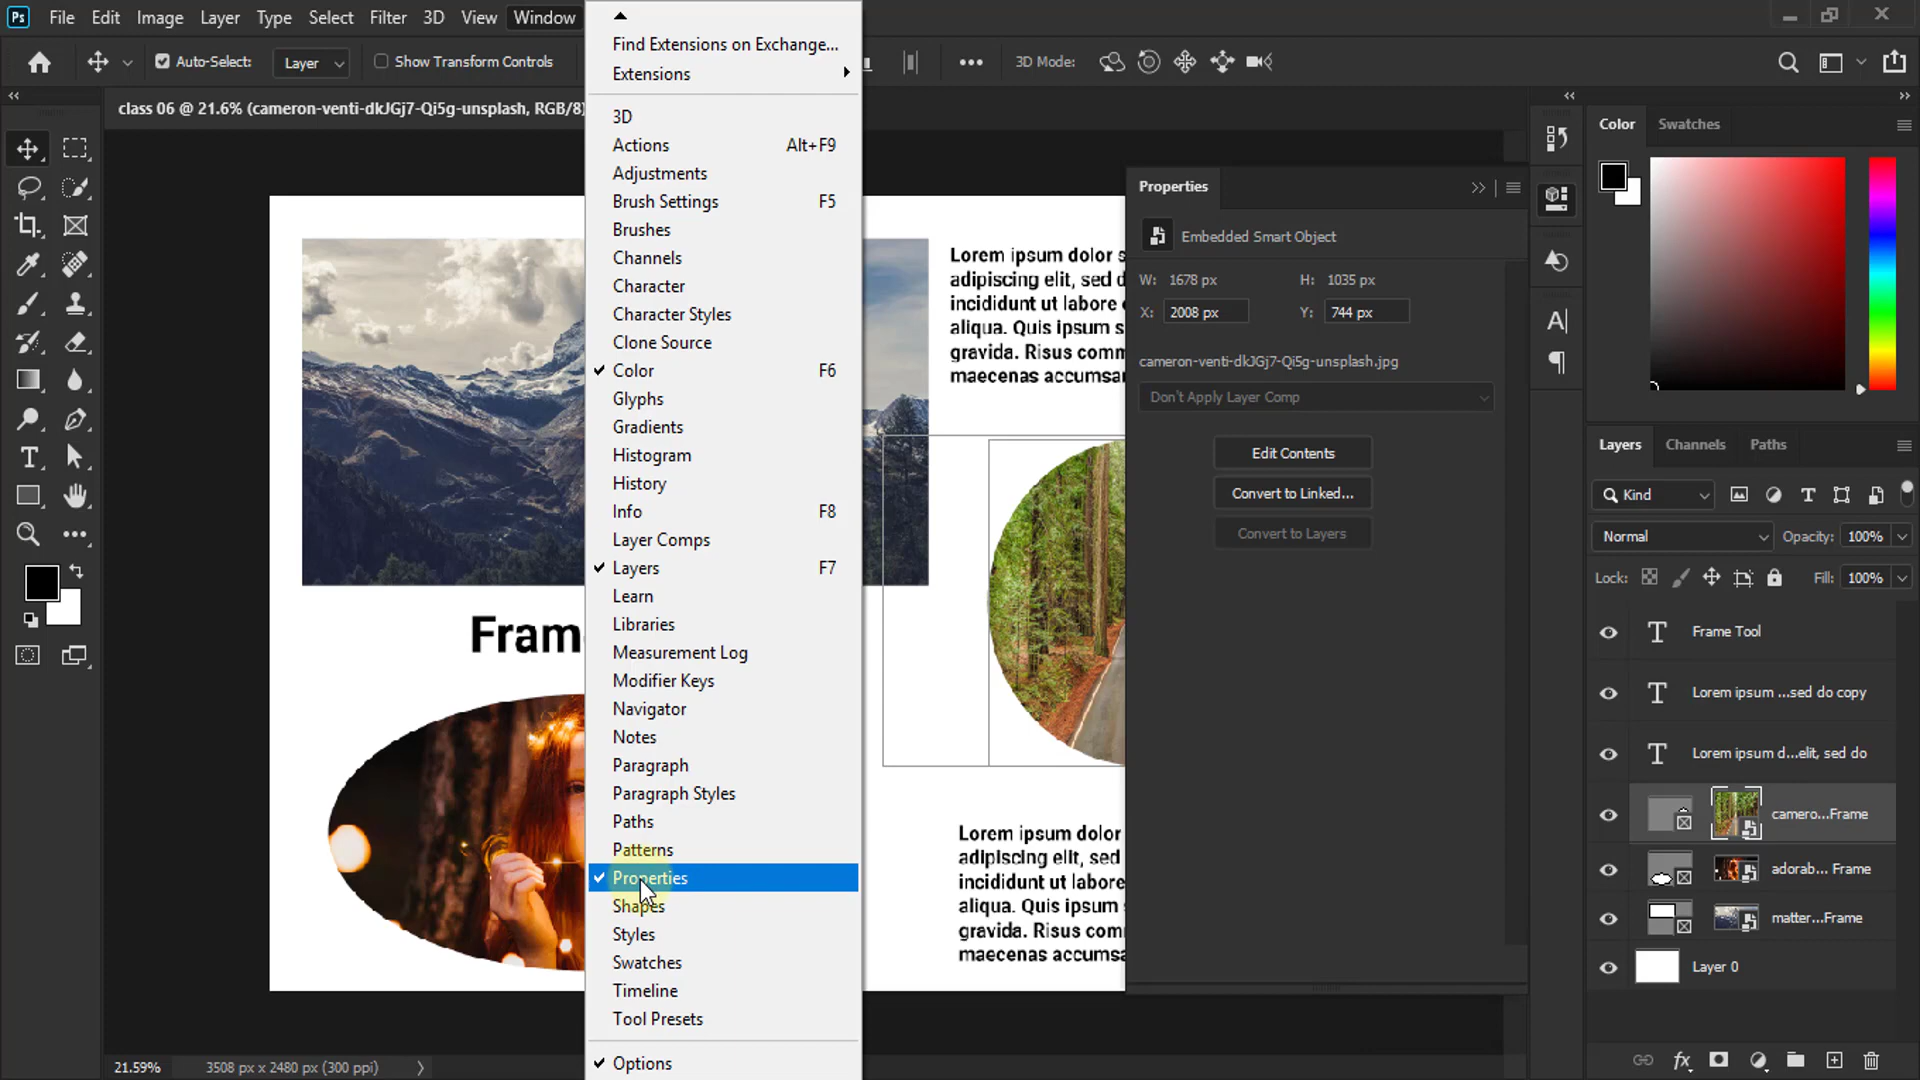 Ps File Edit Image Layer Type Select Filter 3D View Window
Auto-Select: Layer Show Transform Controls 3D Mode:
class 06 @ 21.6% (cameron-venti-dkJGj7-Qi5g-unsplash, RGB/8)
Find Extensions on Exchange...
Extensions
3D
Actions Alt+F9
Adjustments
Brush Settings F5
Brushes
Channels
Character
Character Styles
Clone Source
Color F6
Glyphs
Gradients
Histogram
History
Info F8
Layer Comps
Layers F7
Learn
Libraries
Measurement Log
Modifier Keys
Navigator
Notes
Paragraph
Paragraph Styles
Paths
Patterns
Properties
Shapes
Styles
Swatches
Timeline
Tool Presets
Options
Lorem ipsum dolor s
adipiscing elit, sed d
incididunt ut labore
aliqua. Quis ipsum s
gravida. Risus comm
maecenas accumsar
Frame
Lorem ipsum dolor
adipiscing elit, sed
incididunt ut labore
aliqua. Quis ipsum
gravida. Risus com
maecenas accumsa
Properties
Embedded Smart Object
W: 1678 px H: 1035 px
X: 2008 px Y: 744 px
cameron-venti-dkJGj7-Qi5g-unsplash.jpg
Don't Apply Layer Comp
Edit Contents
Convert to Linked...
Convert to Layers
Color Swatches
Layers Channels Paths
Kind
Normal Opacity: 100%
Lock: Fill: 100%
Frame Tool
Lorem ipsum ...sed do copy
Lorem ipsum d...elit, sed do
camero...Frame
adorab... Frame
matter...Frame
Layer 0
21.59% 3508 px x 2480 px (300 ppi)